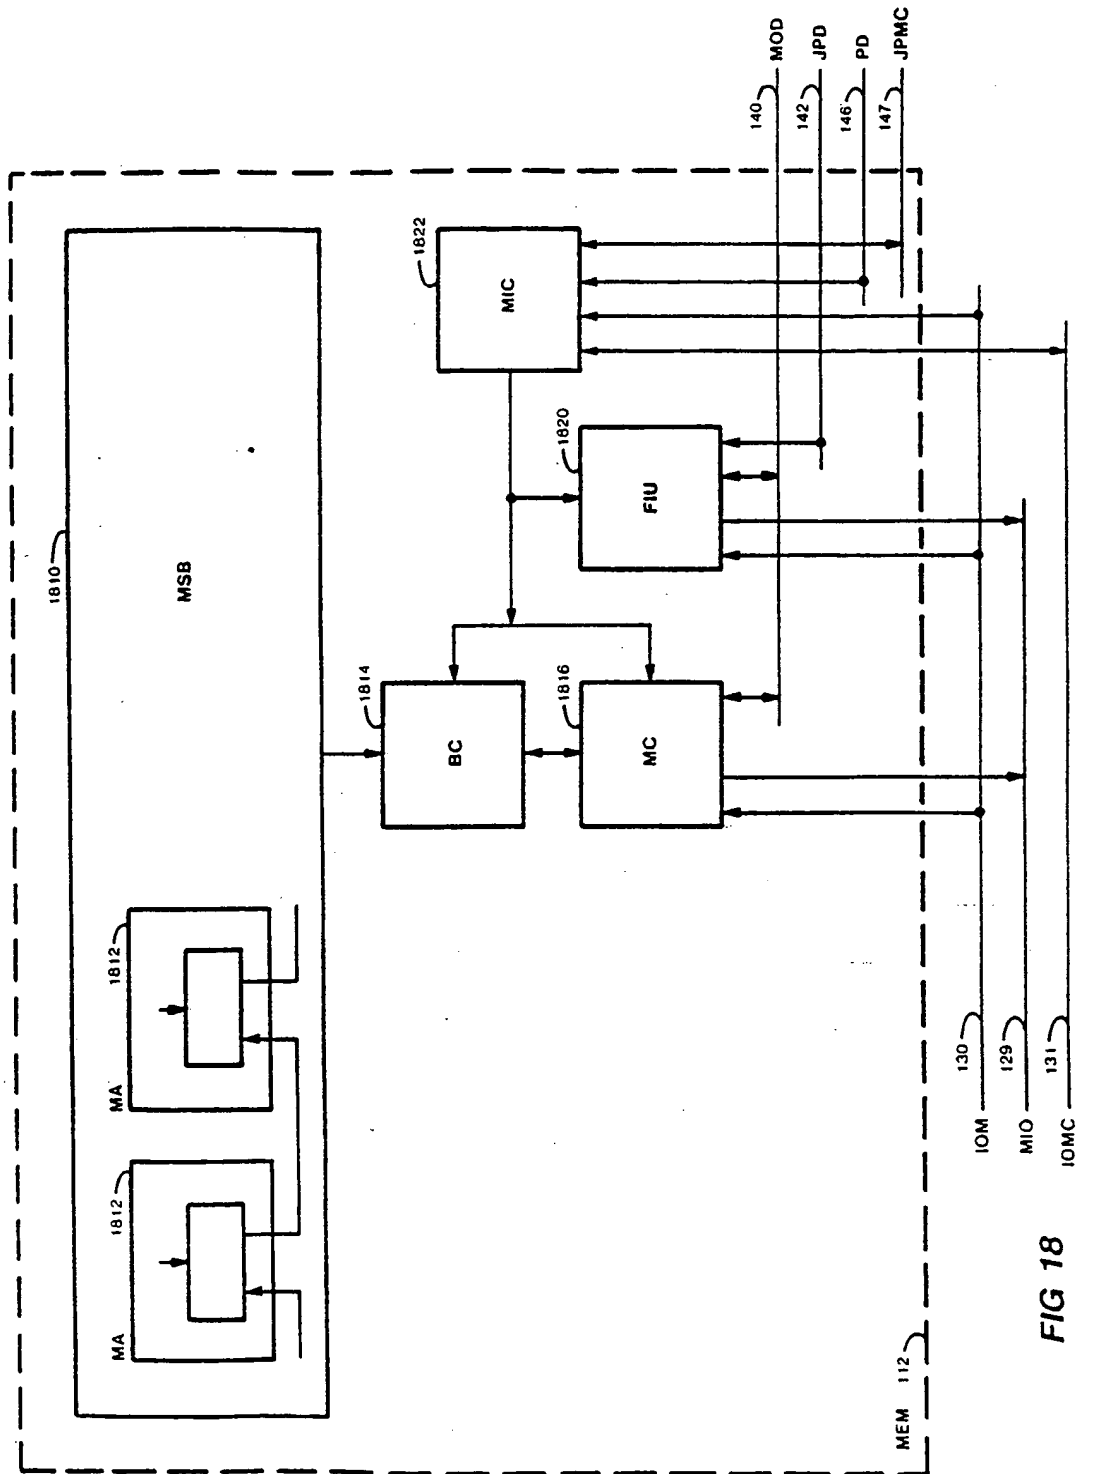 1810
MSB
MA
1812
MA
1812
1814
BC
1816
MC
1820
FIU
1822
MIC
140
MOD
142
JPD
146
PD
147
JPMC
IOM
130
MIO
129
IOMC
131
MEM 112
FIG 18